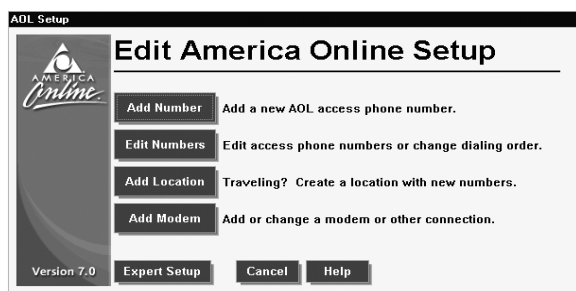 AOL Setup
Edit America Online Setup
AMERICA
Online.
Add Number Add a new AOL access phone number.
Edit Numbers Edit access phone numbers or change dialing order.
Add Location Traveling? Create a location with new numbers.
Add Modem Add or change a modem or other connection.
Version 7.0 Expert Setup Cancel Help